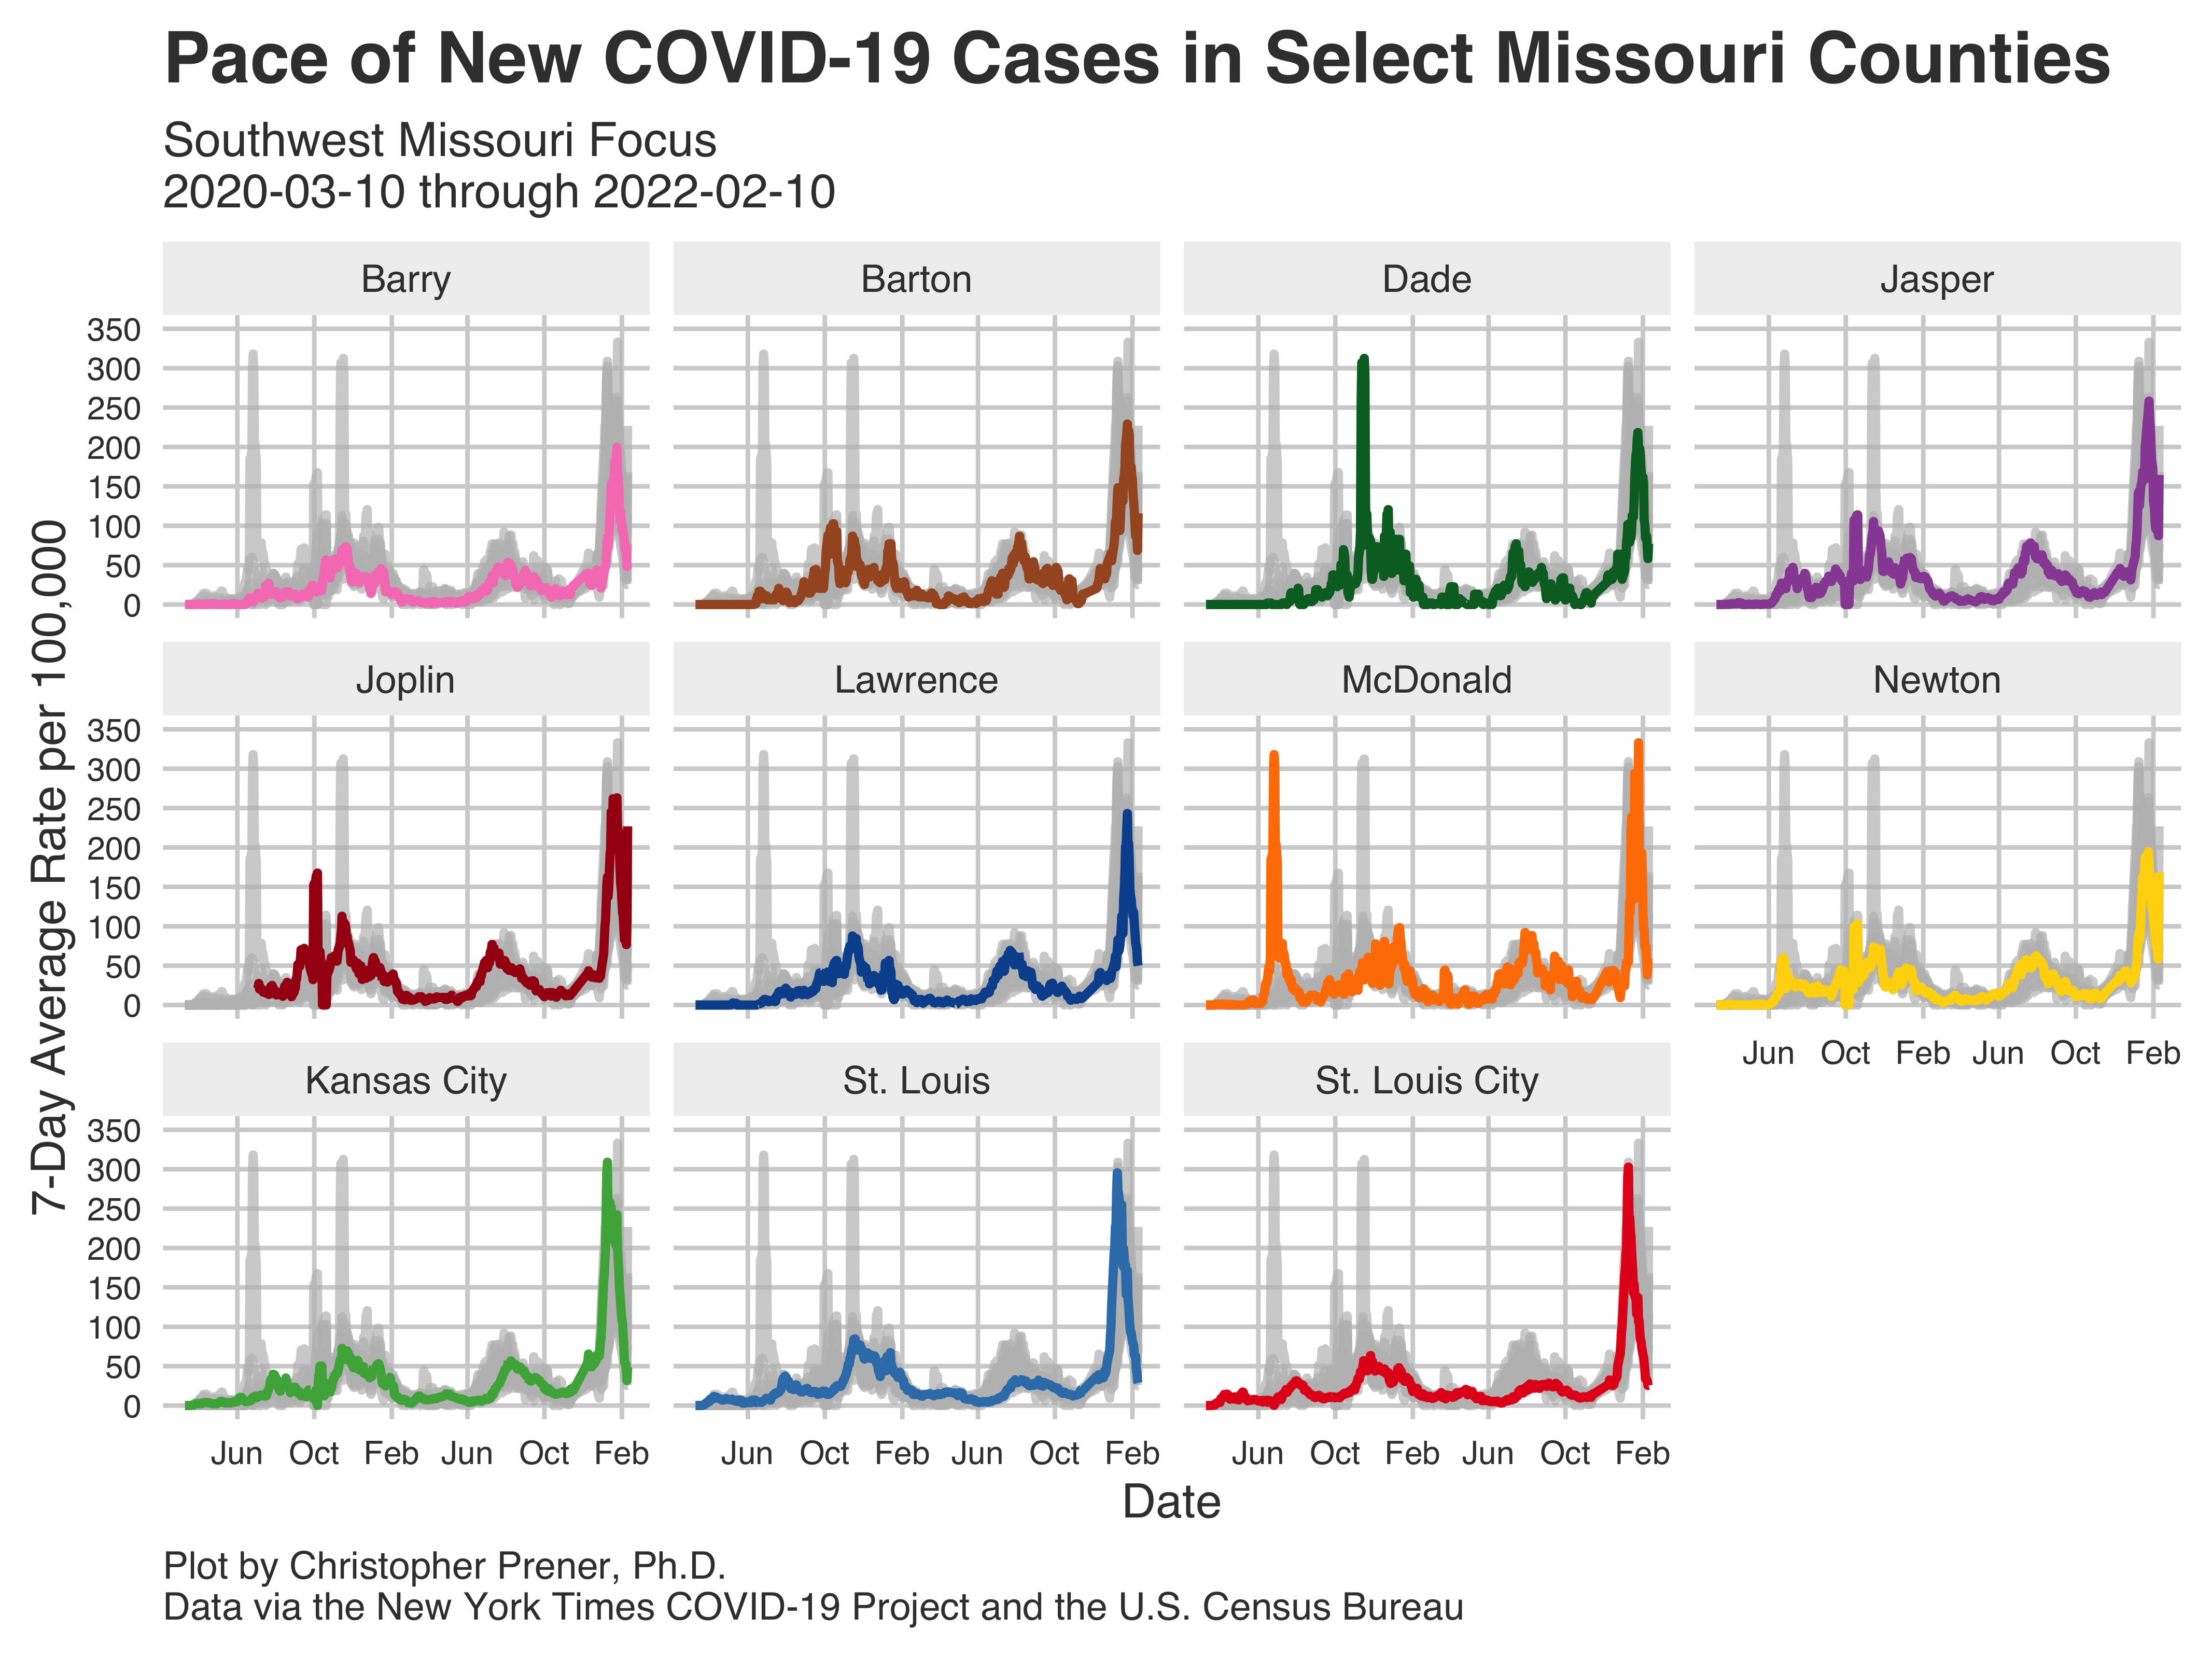 Pace of New COVID-19 Cases in Select Missouri Counties
Southwest Missouri Focus
2020-03-10 through 2022-02-10
Barry
Barton
Dade
Jasper
350
300
250
200
150
100
50
0
Joplin
Lawrence
McDonald
Newton
350
300
250
200
150
100
50
0
Jun Oct Feb Jun Oct Feb
Kansas City
St. Louis
St. Louis City
350
300
250
200
150
100
50
0
Jun Oct Feb Jun Oct Feb
Jun Oct Feb Jun Oct Feb
Jun Oct Feb Jun Oct Feb
7-Day Average Rate per 100,000
Date
Plot by Christopher Prener, Ph.D.
Data via the New York Times COVID-19 Project and the U.S. Census Bureau